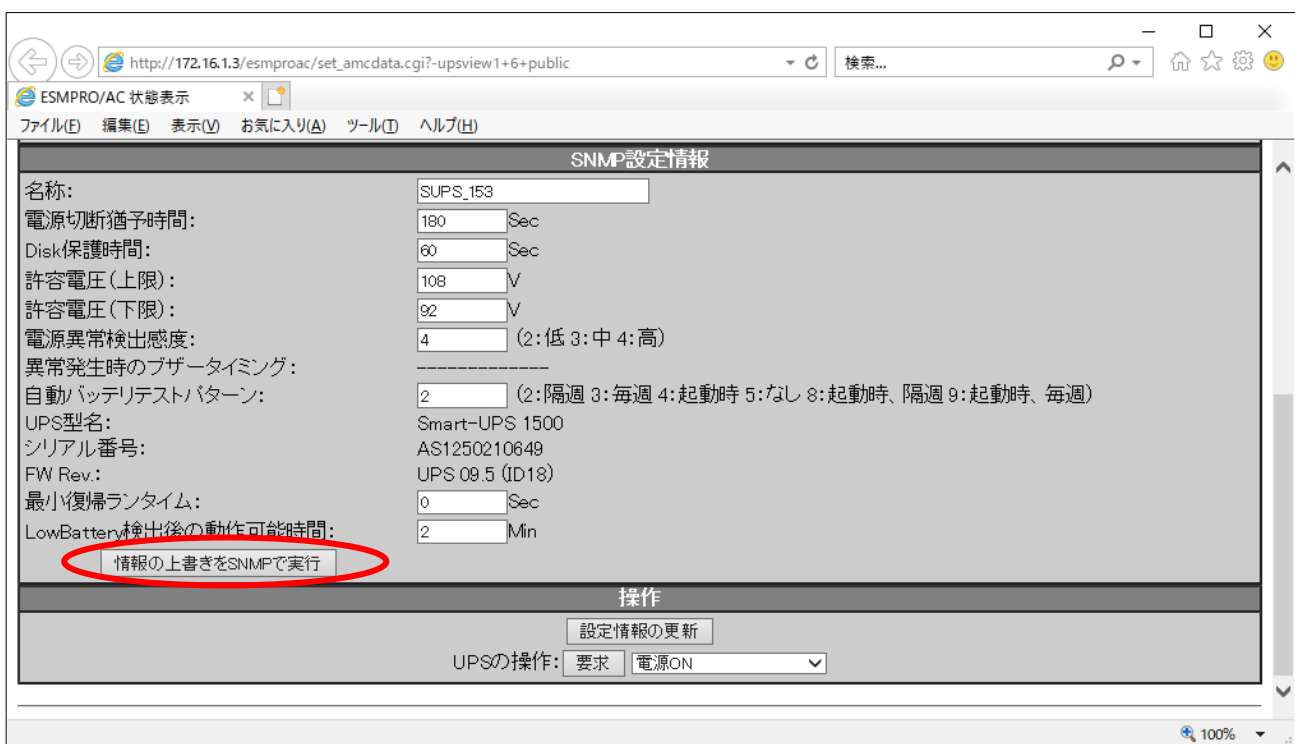 http://172.16.1.3/esmproac/set_amcdata.cgi?-upsview1+6+public 検索...
ESMPRO/AC 状態表示
ファイル(F) 編集(E) 表示(V) お気に入り(A) ツール(T) ヘルプ(H)
SNMP設定情報
名称: SUPS_153
電源切断猶予時間: 180 Sec
Disk保護時間: 60 Sec
許容電圧(上限): 108 V
許容電圧(下限): 92 V
電源異常検出感度: 4 (2:低 3:中 4:高)
異常発生時のブザータイミング: -------------
自動バッテリテストパターン: 2 (2:隔週 3:毎週 4:起動時 5:なし 8:起動時、隔週 9:起動時、毎週)
UPS型名: Smart-UPS 1500
シリアル番号: AS1250210649
FW Rev.: UPS 09.5 (ID18)
最小復帰ランタイム: 0 Sec
LowBattery検出後の動作可能時間: 2 Min
情報の上書きをSNMPで実行
操作
設定情報の更新
UPSの操作: 要求 電源ON
100%